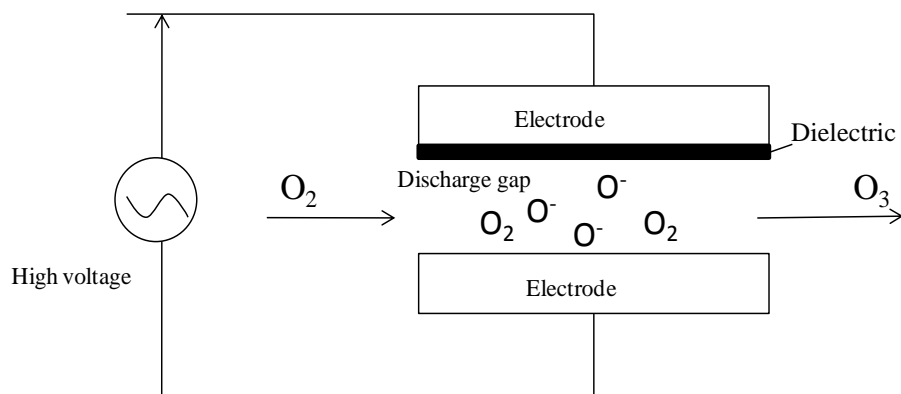 Electrode
Dielectric
Discharge gap
O⁻
O₂
O₃
O₂
O⁻
O⁻
O₂
High voltage
Electrode